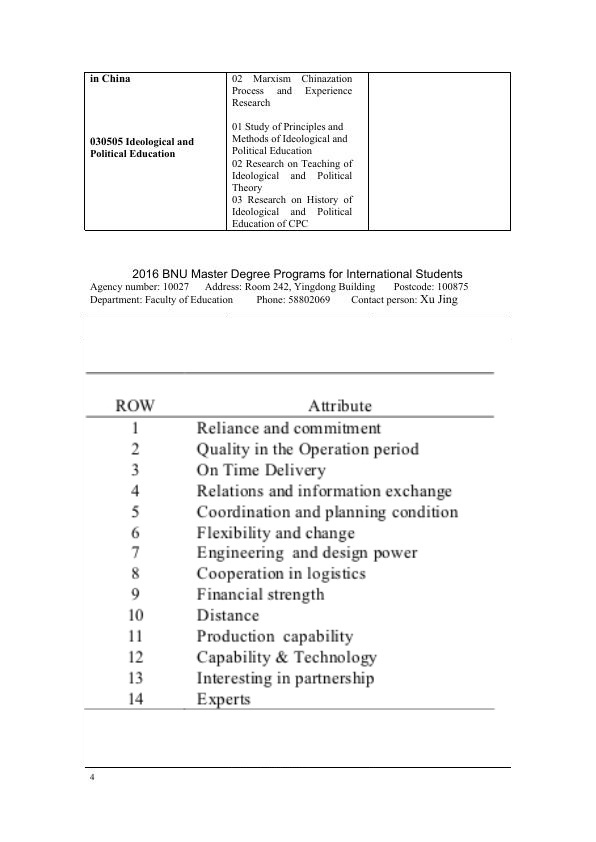 in China
02 Marxism Chinazation
Process and Experience
Research
030505 Ideological and
Political Education
01 Study of Principles and
Methods of Ideological and
Political Education
02 Research on Teaching of
Ideological and Political
Theory
03 Research on History of
Ideological and Political
Education of CPC
2016 BNU Master Degree Programs for International Students
Agency number: 10027 Address: Room 242, Yingdong Building Postcode: 100875
Department: Faculty of Education Phone: 58802069 Contact person: Xu Jing
ROW Attribute
1 Reliance and commitment
2 Quality in the Operation period
3 On Time Delivery
4 Relations and information exchange
5 Coordination and planning condition
6 Flexibility and change
7 Engineering and design power
8 Cooperation in logistics
9 Financial strength
10 Distance
11 Production capability
12 Capability & Technology
13 Interesting in partnership
14 Experts
4